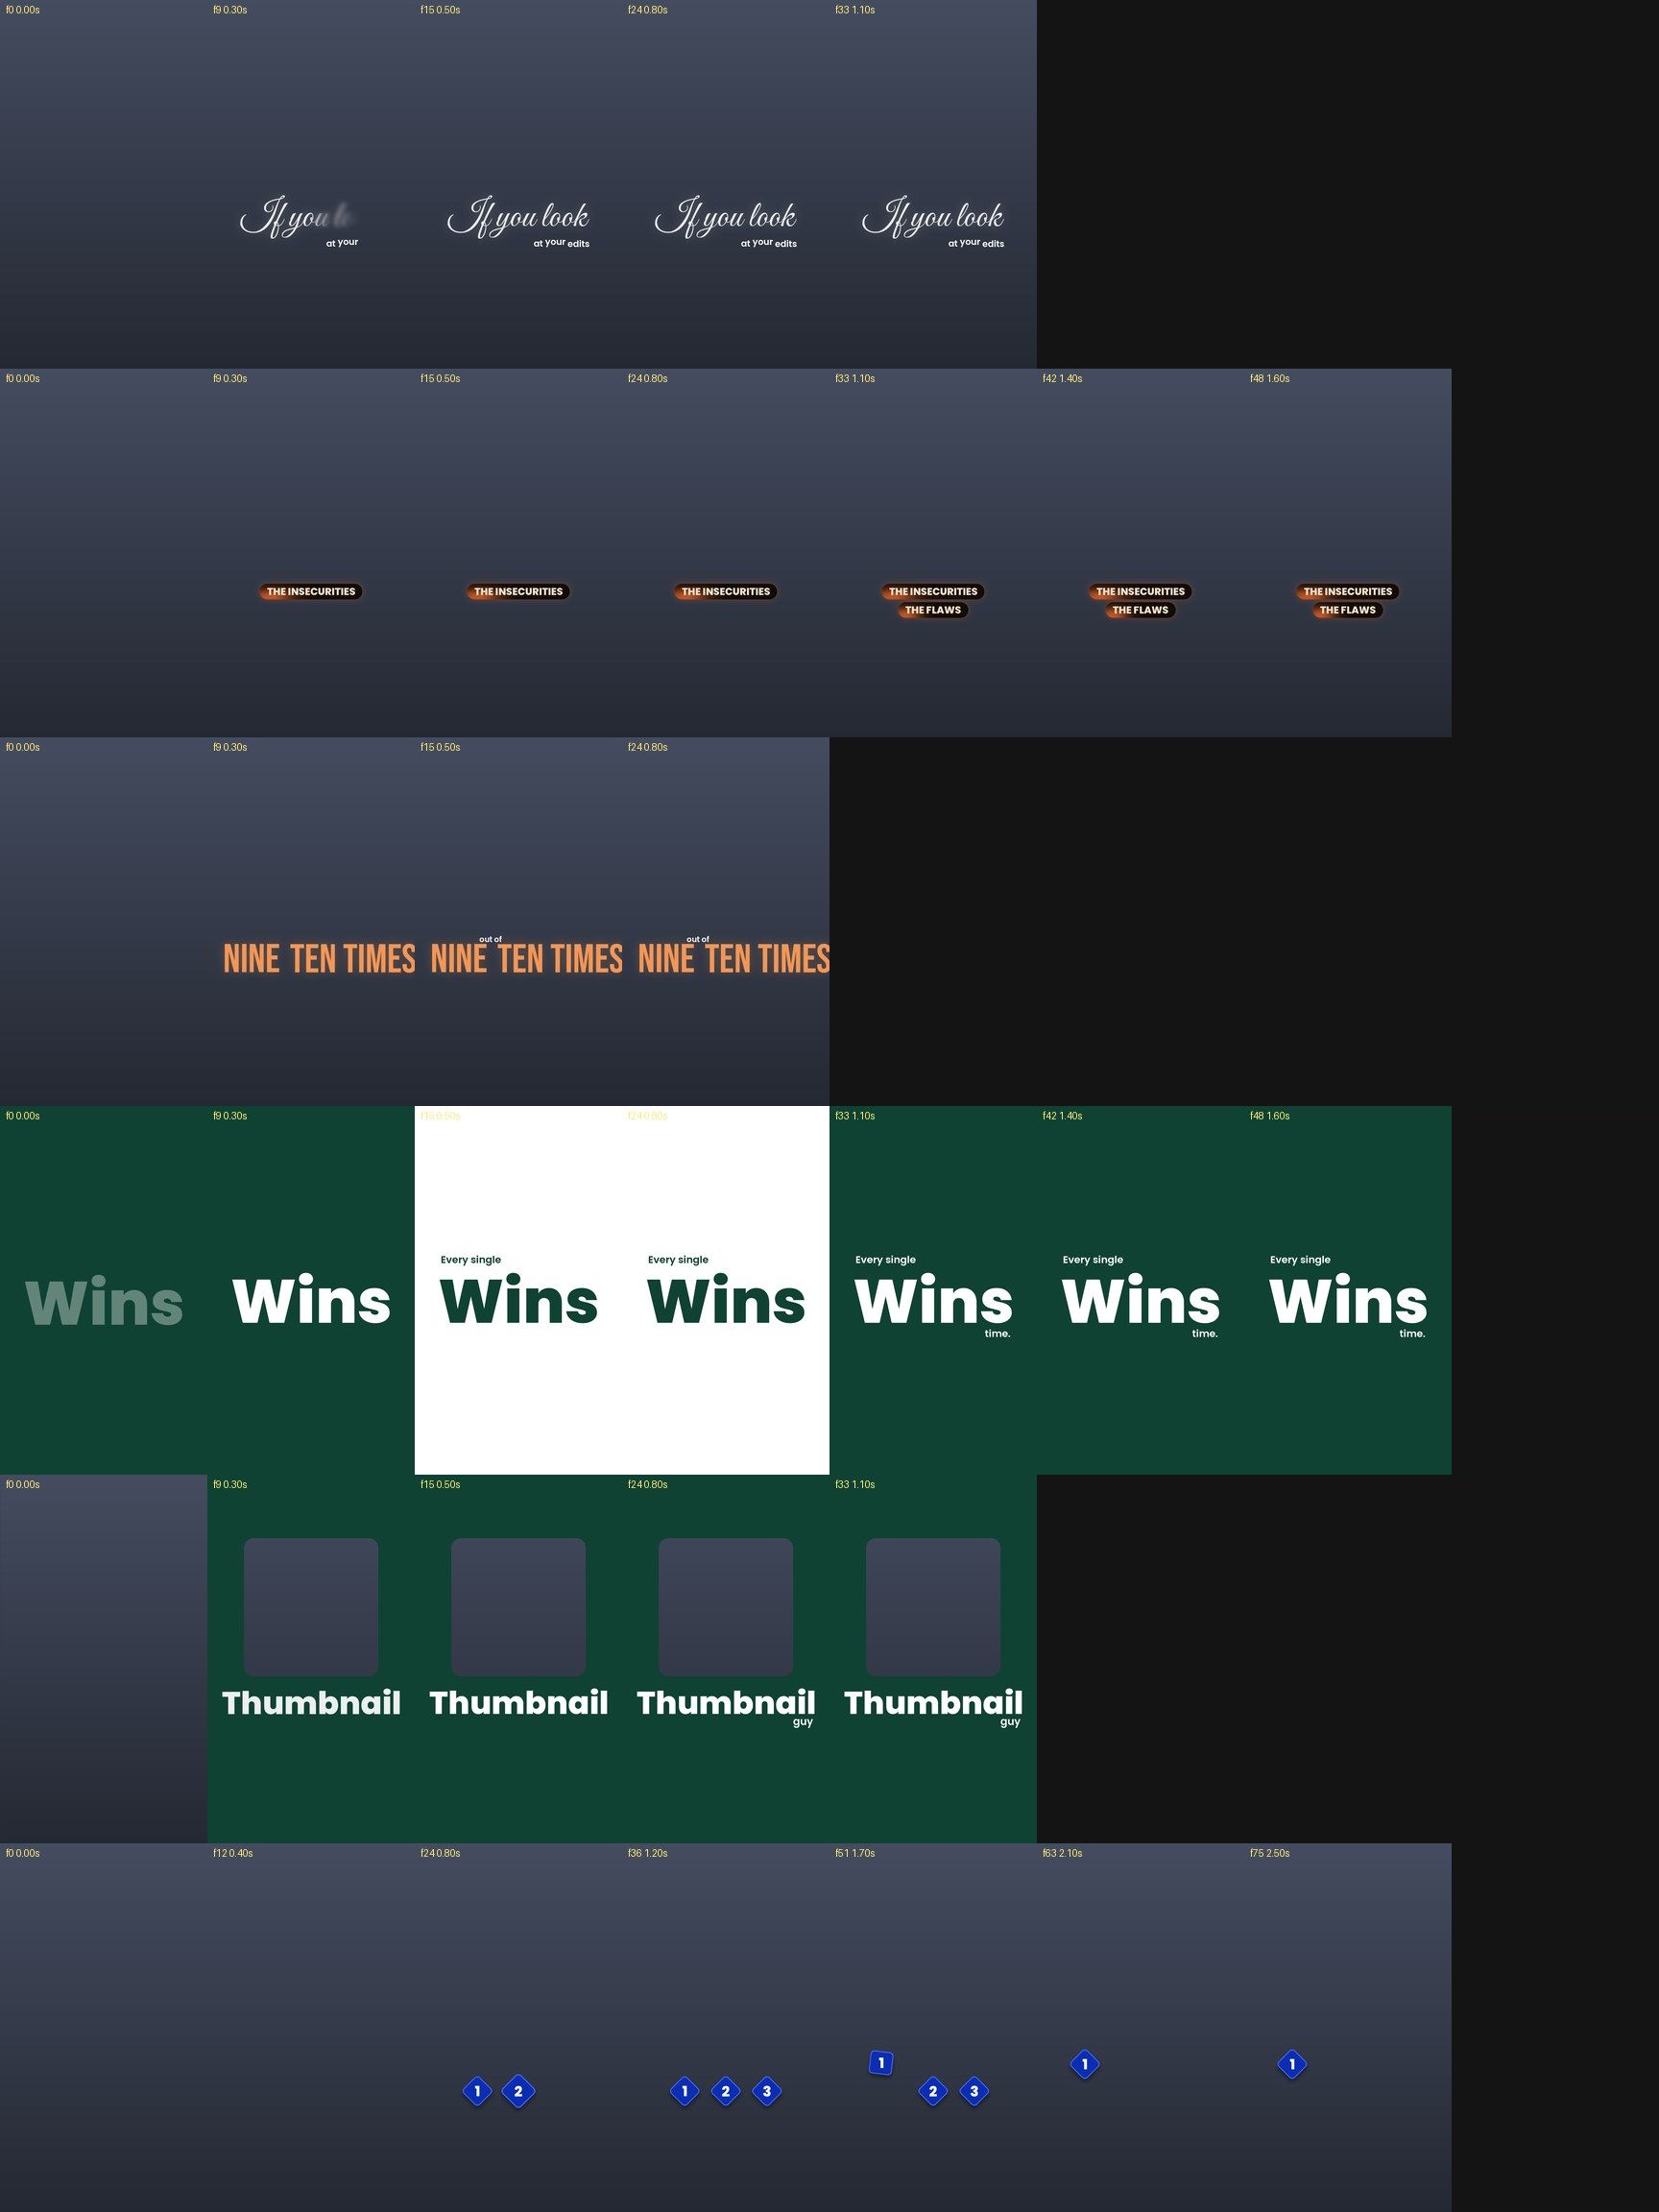 f0 0.00s f9 0.30s f15 0.50s f24 0.80s f33 1.10s
If you lo If you look If you look If you look
at your at your edits at your edits at your edits
f0 0.00s f9 0.30s f15 0.50s f24 0.80s f33 1.10s f42 1.40s f48 1.60s
THE INSECURITIES THE INSECURITIES THE INSECURITIES THE INSECURITIES THE INSECURITIES THE INSECURITIES
THE FLAWS THE FLAWS THE FLAWS
f0 0.00s f9 0.30s f15 0.50s f24 0.80s
out of out of
NINE TEN TIMES NINE TEN TIMES NINE TEN TIMES
f0 0.00s f9 0.30s f15 0.50s f24 0.80s f33 1.10s f42 1.40s f48 1.60s
Every single Every single Every single Every single Every single
Wins Wins Wins Wins Wins Wins Wins
time. time. time.
f0 0.00s f9 0.30s f15 0.50s f24 0.80s f33 1.10s
Thumbnail Thumbnail Thumbnail Thumbnail
guy guy
f0 0.00s f12 0.40s f24 0.80s f36 1.20s f51 1.70s f63 2.10s f75 2.50s
1 1 1
1 2 1 2 3 2 3